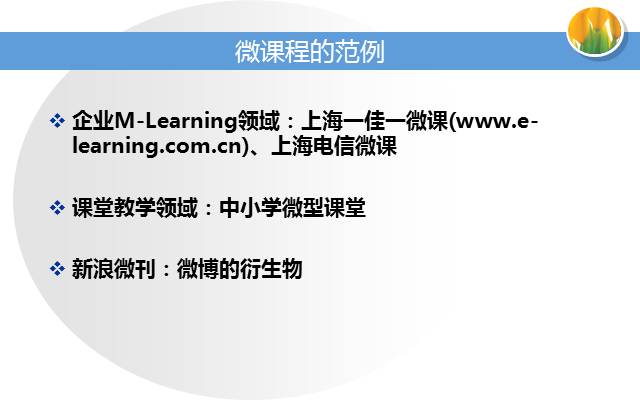 微课程的范例
企业M-Learning领域：上海一佳一微课(www.e-
learning.com.cn)、上海电信微课
课堂教学领域：中小学微型课堂
新浪微刊：微博的衍生物